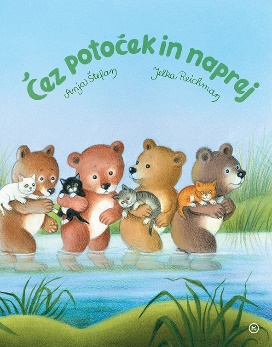 Čez potoček in naprej
Anja Štefan
Jelka Reichman